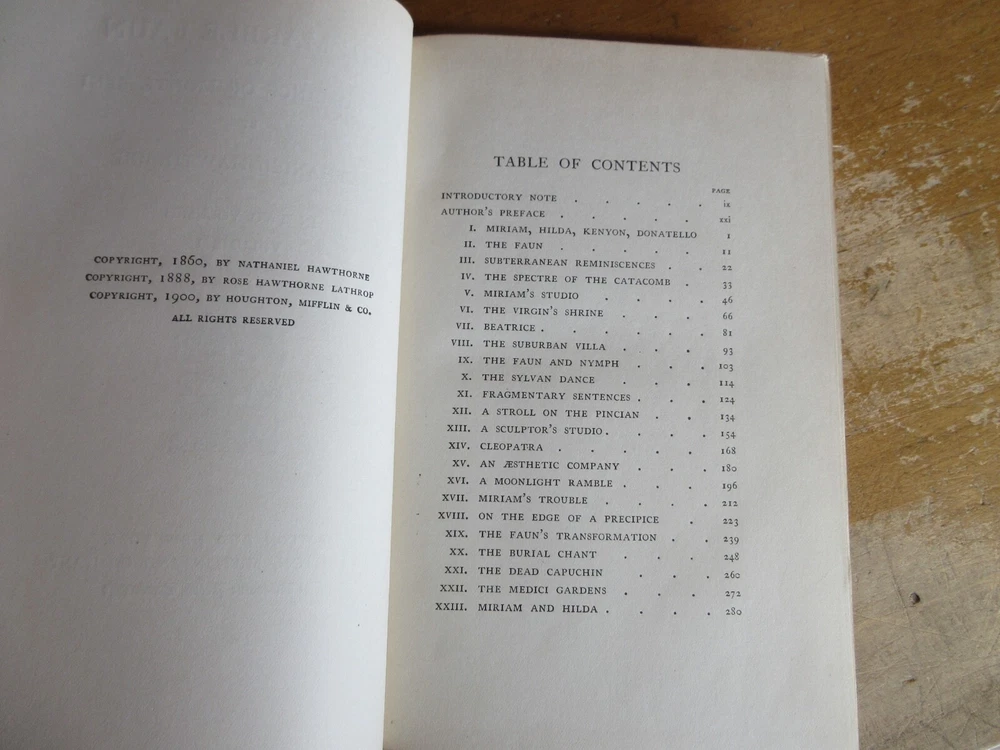 COPYRIGHT, 1860, BY NATHANIEL HAWTHORNE
COPYRIGHT, 1888, BY ROSE HAWTHORNE LATHROP
COPYRIGHT, 1900, BY HOUGHTON, MIFFLIN & CO.
ALL RIGHTS RESERVED
TABLE OF CONTENTS
PAGE
INTRODUCTORY NOTE . . . . . ix
AUTHOR'S PREFACE . . . . . xxi
I. MIRIAM, HILDA, KENYON, DONATELLO 1
II. THE FAUN . . . . 11
III. SUBTERRANEAN REMINISCENCES . . 22
IV. THE SPECTRE OF THE CATACOMB . 33
V. MIRIAM'S STUDIO . . . . 46
VI. THE VIRGIN'S SHRINE . . . 66
VII. BEATRICE . . . . . 81
VIII. THE SUBURBAN VILLA . . . 93
IX. THE FAUN AND NYMPH . . . 103
X. THE SYLVAN DANCE . . . 114
XI. FRAGMENTARY SENTENCES . . . 124
XII. A STROLL ON THE PINCIAN . . 134
XIII. A SCULPTOR'S STUDIO . . . 154
XIV. CLEOPATRA . . . . . 168
XV. AN ÆSTHETIC COMPANY . . . 180
XVI. A MOONLIGHT RAMBLE . . . 196
XVII. MIRIAM'S TROUBLE . . . . 212
XVIII. ON THE EDGE OF A PRECIPICE . 223
XIX. THE FAUN'S TRANSFORMATION . . 239
XX. THE BURIAL CHANT . . . 248
XXI. THE DEAD CAPUCHIN . . . 260
XXII. THE MEDICI GARDENS . . . 272
XXIII. MIRIAM AND HILDA . . . . 280